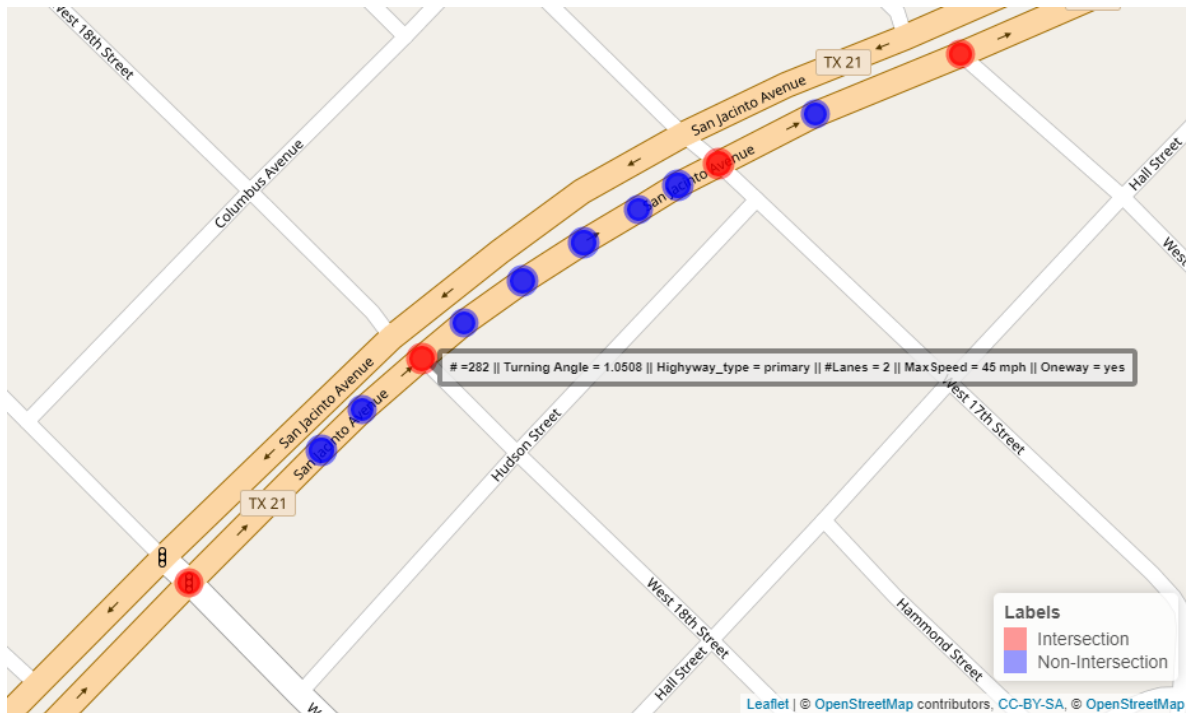 West 18th Street
TX 21
San Jacinto Avenue
Columbus Avenue
San Jacinto Avenue
Hall Street
West
# =282 || Turning Angle = 1.0508 || Highyway_type = primary || #Lanes = 2 || MaxSpeed = 45 mph || Oneway = yes
San Jacinto Avenue
San Jacinto Avenue
West 17th Street
Hudson Street
TX 21
West 18th Street
Hammond Street
Hall Street
Labels
Intersection
Non-Intersection
W
Leaflet | © OpenStreetMap contributors, CC-BY-SA, © OpenStreetMap